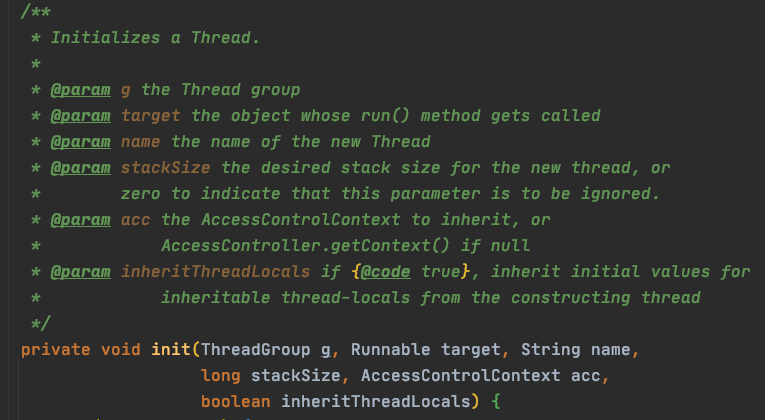 /**
 * Initializes a Thread.
 *
 * @param g the Thread group
 * @param target the object whose run() method gets called
 * @param name the name of the new Thread
 * @param stackSize the desired stack size for the new thread, or
 *        zero to indicate that this parameter is to be ignored.
 * @param acc the AccessControlContext to inherit, or
 *            AccessController.getContext() if null
 * @param inheritThreadLocals if {@code true}, inherit initial values for
 *            inheritable thread-locals from the constructing thread
 */
private void init(ThreadGroup g, Runnable target, String name,
                  long stackSize, AccessControlContext acc,
                  boolean inheritThreadLocals) {